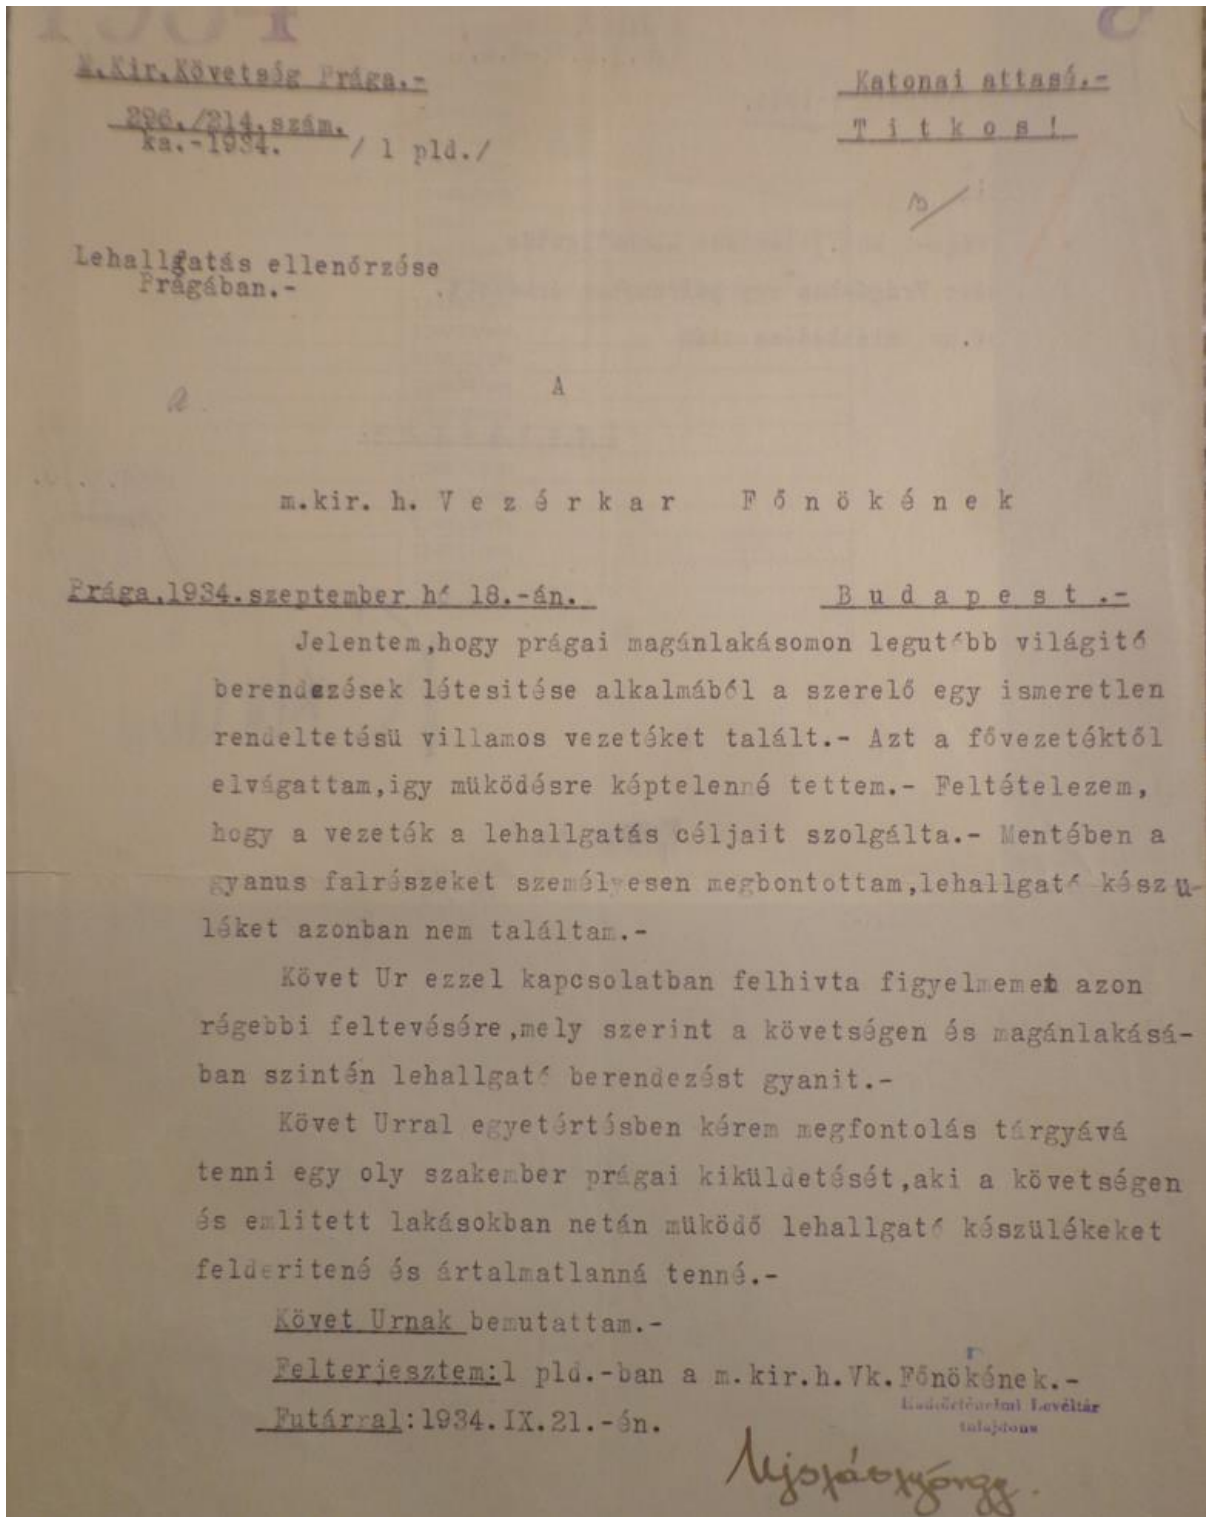 M.Kir.Követség Prága.-
Katonai attasé.-
296./214.szám.
ka.-1934. / 1 pld./
T i t k o s !
Lehallgatás ellenórzése
Prágában.-
A
m.kir. h. V e z é r k a r F ő n ö k é n e k
Prága.1934.szeptember hó 18.-án.
B u d a p e s t .-
Jelentem,hogy prágai magánlakásomon legutóbb világitó
berendezések létesitése alkalmából a szerelő egy ismeretlen
rendeltetésü villamos vezetéket talált.- Azt a fővezetéktől
elvágattam,igy müködésre képtelenné tettem.- Feltételezem,
hogy a vezeték a lehallgatás céljait szolgálta.- Mentében a
gyanus falrészeket személyesen megbontottam,lehallgató készü-
léket azonban nem találtam.-
Követ Ur ezzel kapcsolatban felhivta figyelmemet azon
régebbi feltevésére,mely szerint a követségen és magánlakásá-
ban szintén lehallgató berendezést gyanit.-
Követ Urral egyetértésben kérem megfontolás tárgyává
tenni egy oly szakember prágai kiküldetését,aki a követségen
és emlitett lakásokban netán müködő lehallgató készülékeket
felderitené és ártalmatlanná tenné.-
Követ Urnak bemutattam.-
Felterjesztem:1 pld.-ban a m.kir.h.Vk.Főnökének.-
Hadtörténelmi Levéltár
tulajdona
Futárral:1934.IX.21.-én.
Ujszászy György.